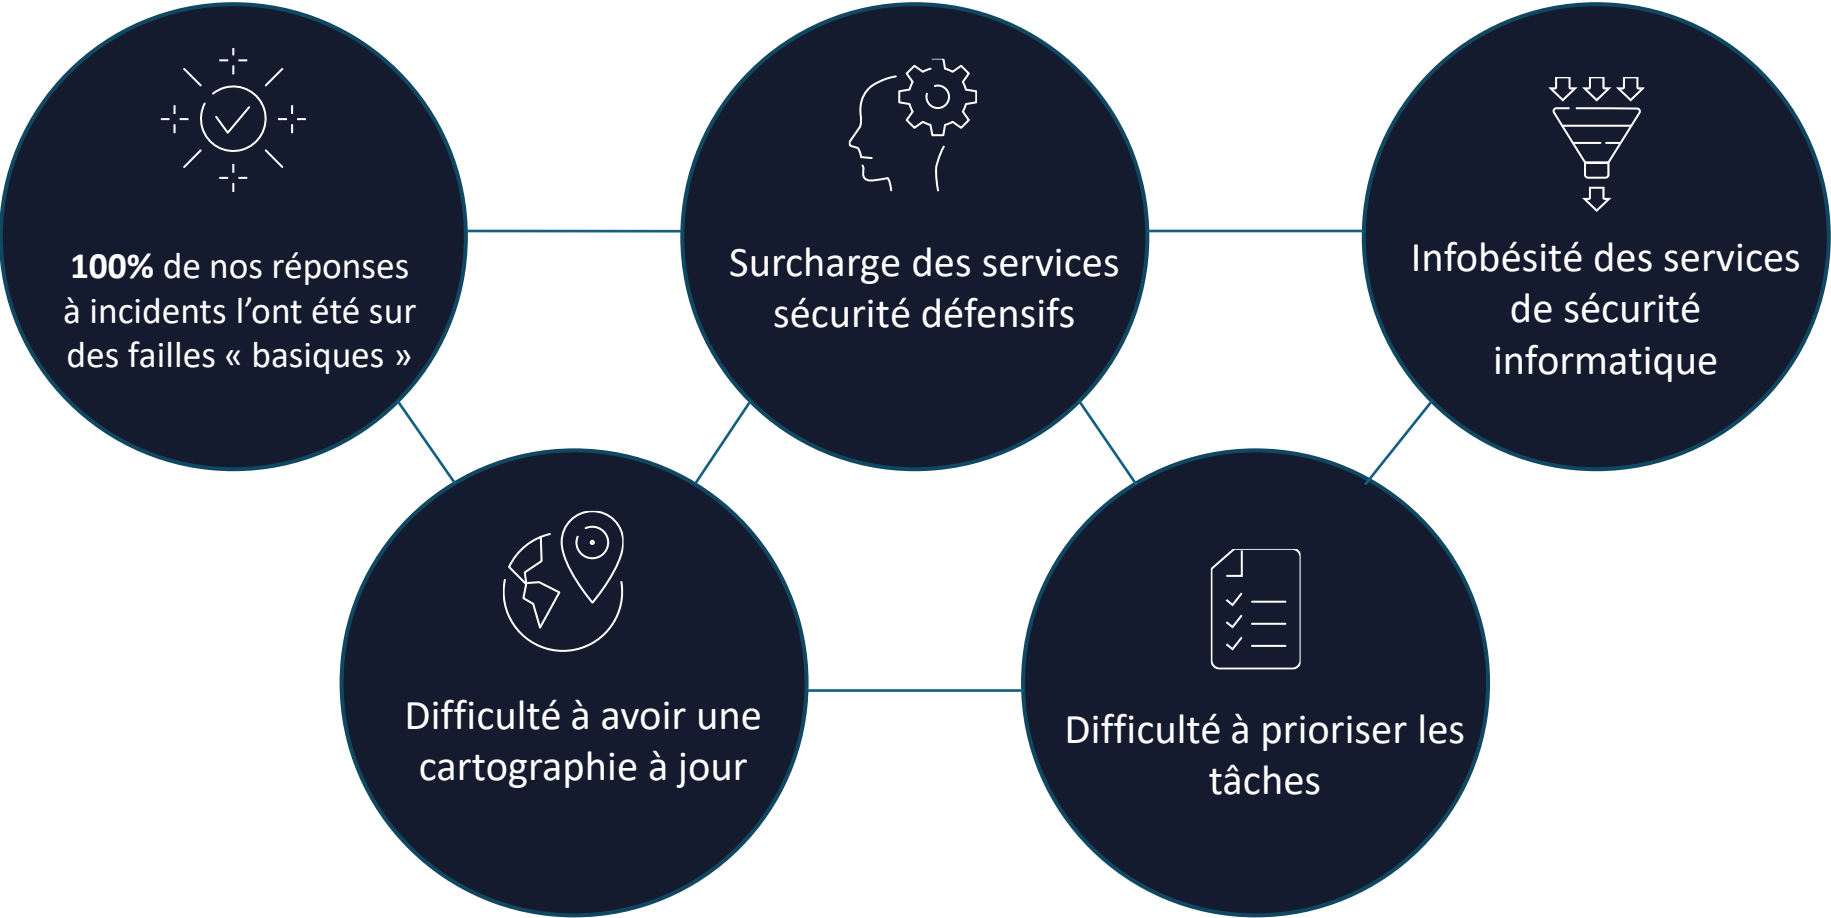 100% de nos réponses
à incidents l’ont été sur
des failles « basiques »
Surcharge des services
sécurité défensifs
Infobésité des services
de sécurité
informatique
Difficulté à avoir une
cartographie à jour
Difficulté à prioriser les
tâches